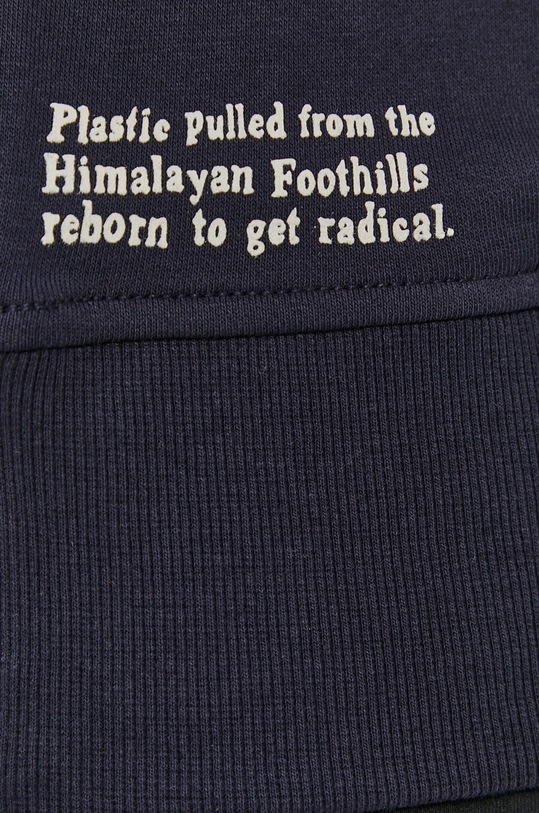 Plastic pulled from the
Himalayan Foothills
reborn to get radical.